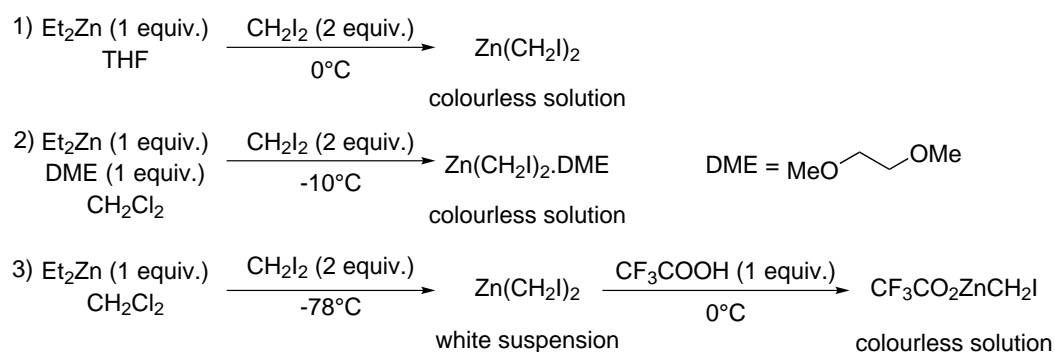 1) Et₂Zn (1 equiv.) CH₂I₂ (2 equiv.) Zn(CH₂I)₂
THF 0°C
colourless solution
2) Et₂Zn (1 equiv.) CH₂I₂ (2 equiv.) Zn(CH₂I)₂.DME DME = MeO OMe
DME (1 equiv.) -10°C
CH₂Cl₂ colourless solution
3) Et₂Zn (1 equiv.) CH₂I₂ (2 equiv.) Zn(CH₂I)₂ CF₃COOH (1 equiv.) CF₃CO₂ZnCH₂I
CH₂Cl₂ -78°C 0°C
white suspension colourless solution